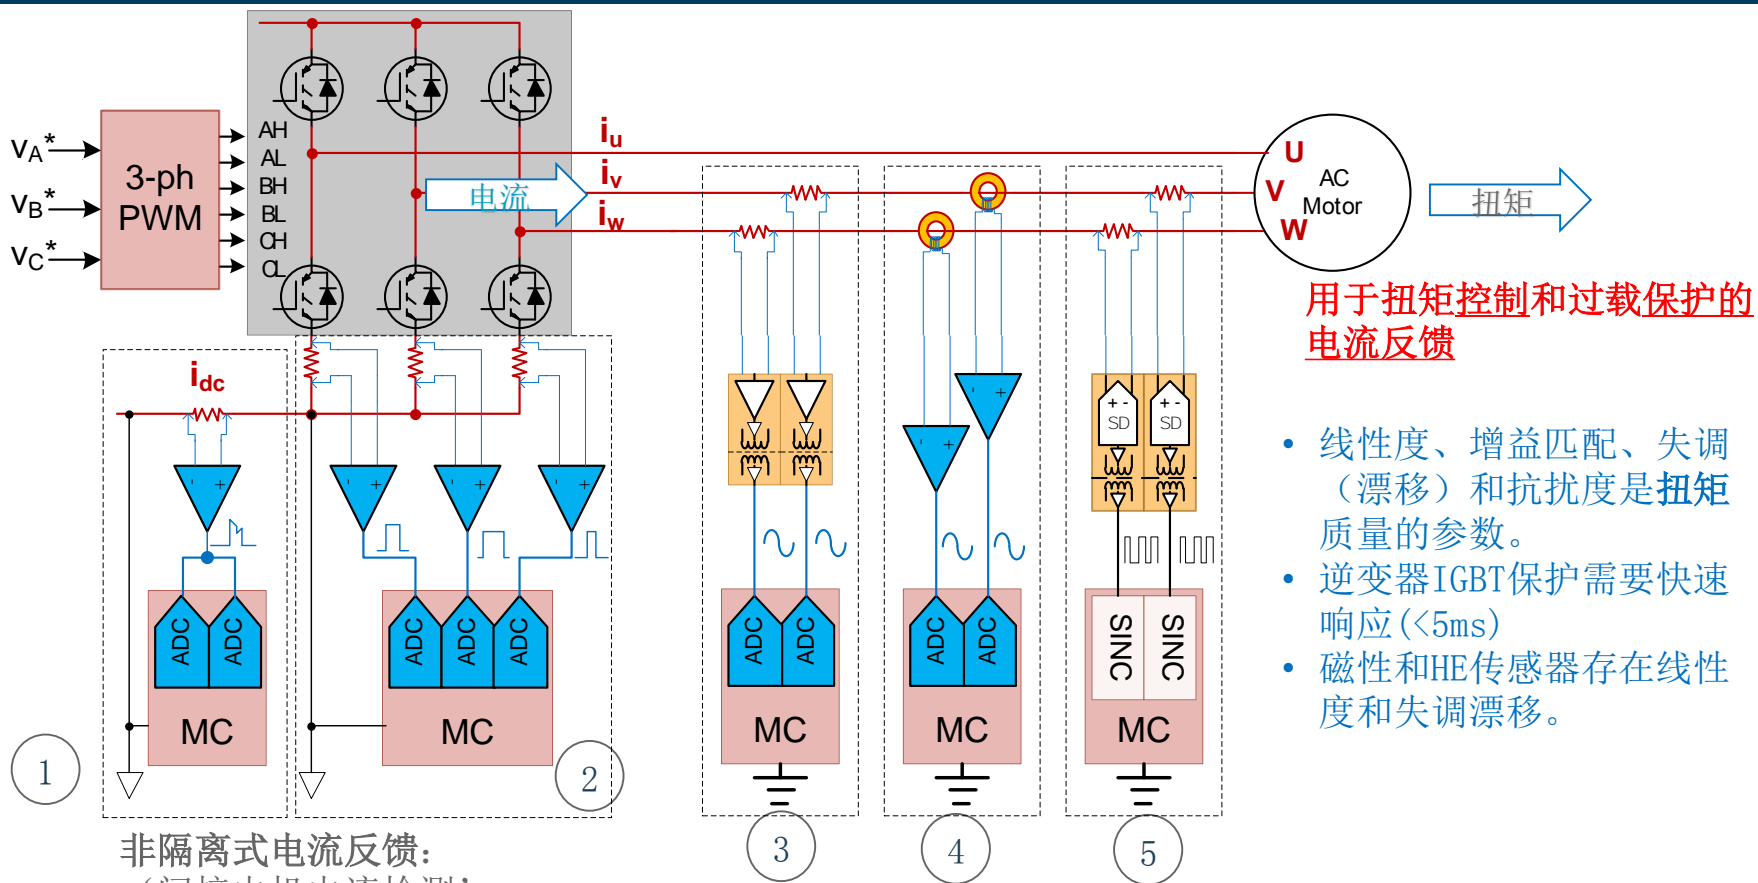 vA*
vB*
vC*
3-ph
PWM
AH
AL
BH
BL
CH
CL
电流
iu
iv
iw
U
V
W
AC
Motor
扭矩
用于扭矩控制和过载保护的
电流反馈
idc
- +
- +
- +
- +
- +
- +
+ -
SD
+ -
SD
ADC
ADC
MC
ADC
ADC
ADC
MC
ADC
ADC
MC
ADC
ADC
MC
SINC
SINC
MC
1
2
3
4
5
• 线性度、增益匹配、失调
（漂移）和抗扰度是扭矩
质量的参数。
• 逆变器IGBT保护需要快速
响应(<5ms)
• 磁性和HE传感器存在线性
度和失调漂移。
非隔离式电流反馈: